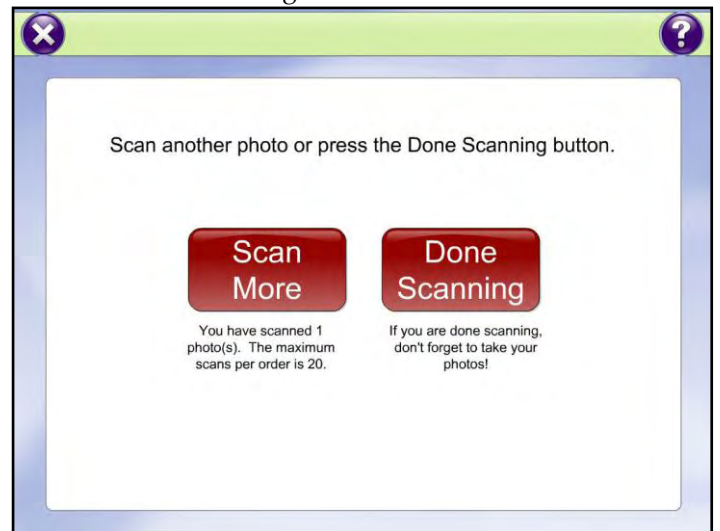 Scan another photo or press the Done Scanning button.
Scan
More
Done
Scanning
You have scanned 1
photo(s). The maximum
scans per order is 20.
If you are done scanning,
don't forget to take your
photos!
?